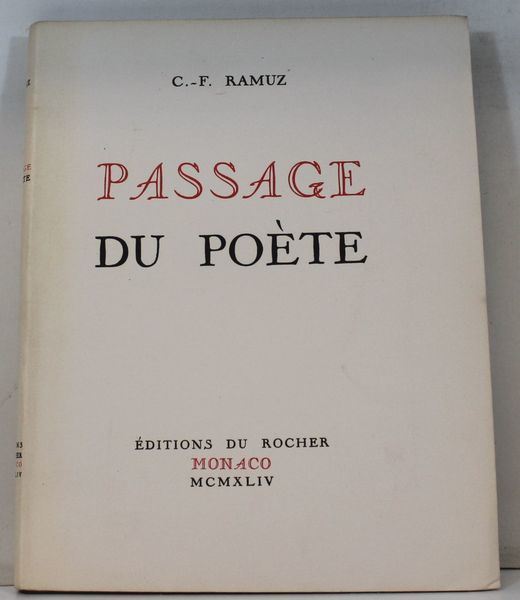 C.-F. RAMUZ
PASSAGE
DU POÈTE
ÉDITIONS DU ROCHER
MONACO
MCMXLIV